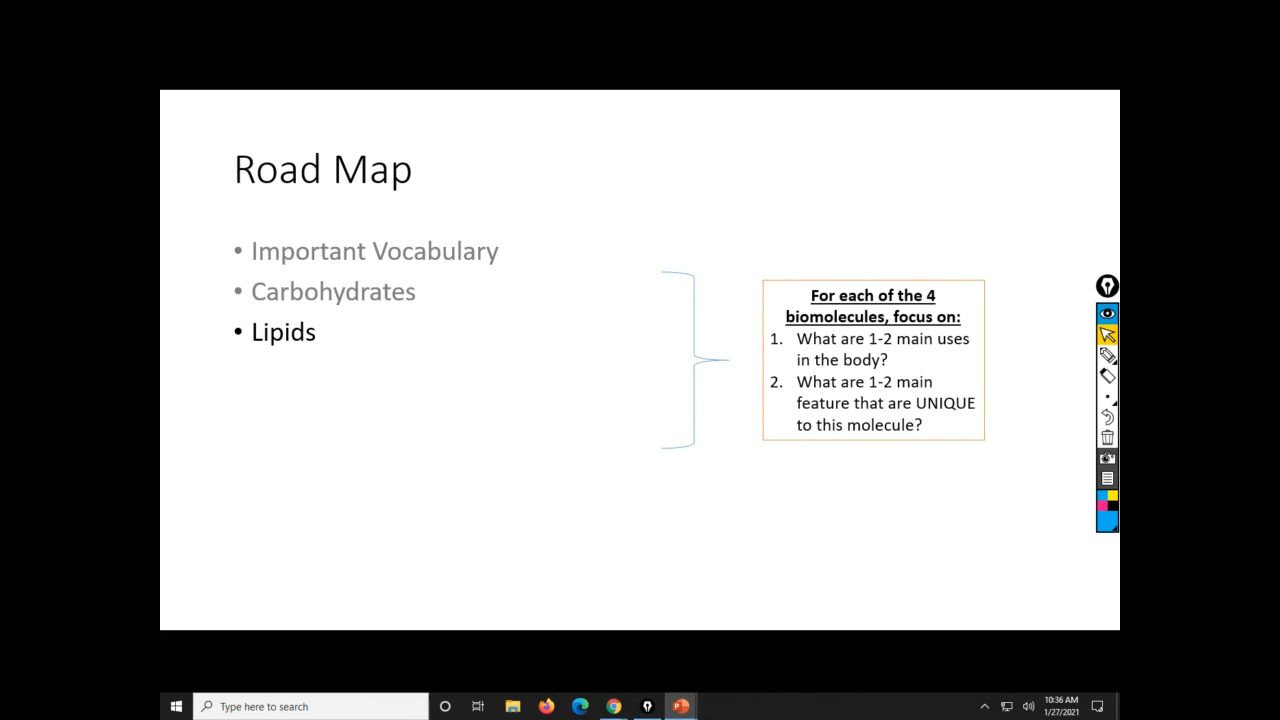 Road Map
• Important Vocabulary
• Carbohydrates
• Lipids
For each of the 4
biomolecules, focus on:
1. What are 1-2 main uses
in the body?
2. What are 1-2 main
feature that are UNIQUE
to this molecule?
Type here to search
10:36 AM
1/27/2021